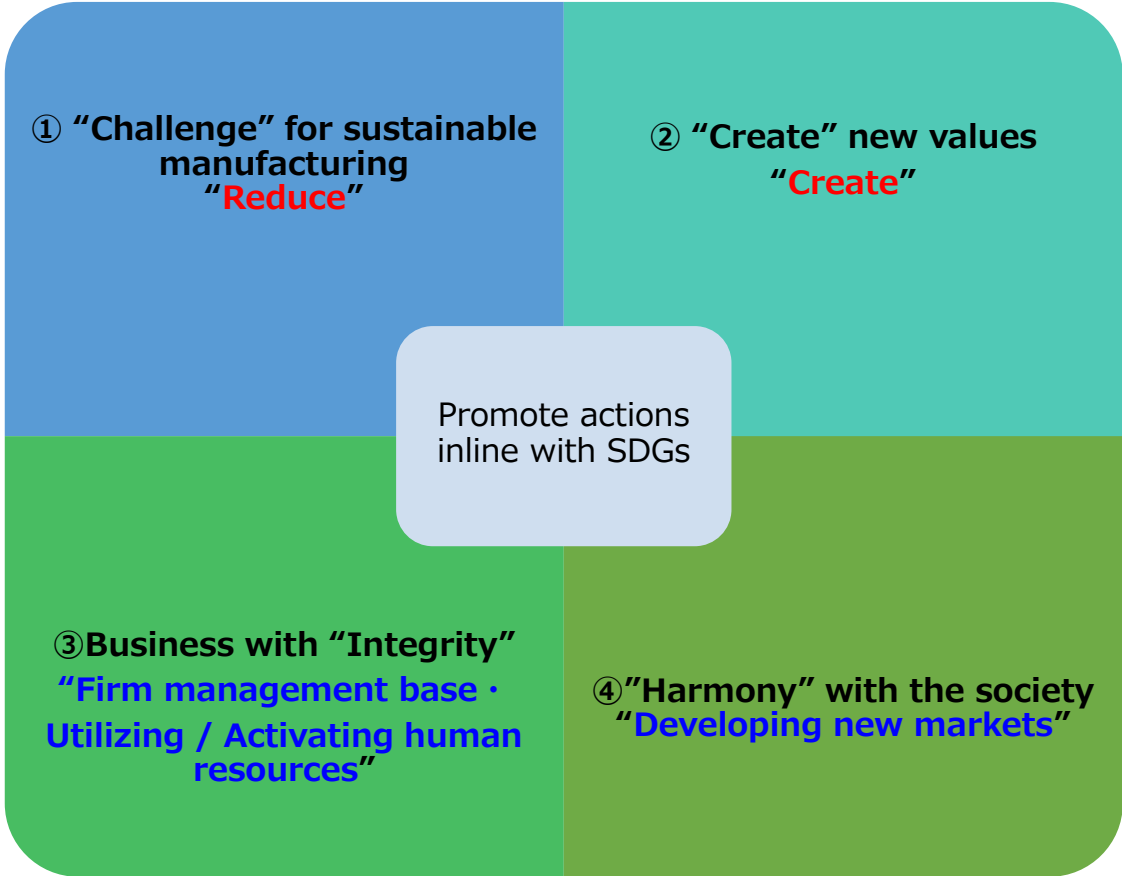 ① “Challenge” for sustainable
manufacturing
“Reduce”
② “Create” new values
“Create”
Promote actions
inline with SDGs
③Business with “Integrity”
“Firm management base・
Utilizing / Activating human
resources”
④”Harmony” with the society
“Developing new markets”